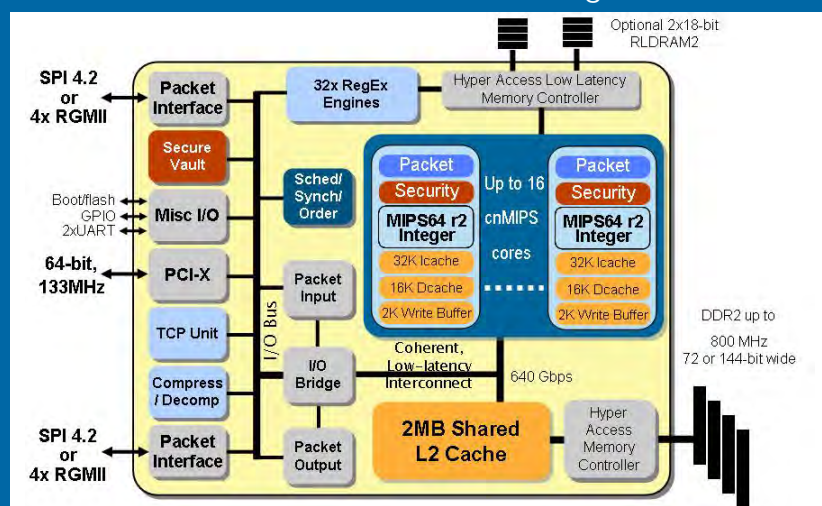 Optional 2x18-bit
RLDRAM2
SPI 4.2
or
4x RGMII
Packet
Interface
32x RegEx
Engines
Hyper Access Low Latency
Memory Controller
Secure
Vault
Sched/
Synch/
Order
Packet
Security
MIPS64 r2
Integer
32K Icache
16K Dcache
2K Write Buffer
Up to 16
cnMIPS
cores
Packet
Security
MIPS64 r2
Integer
32K Icache
16K Dcache
2K Write Buffer
Boot/flash
GPIO
2xUART
Misc I/O
64-bit,
133MHz
PCI-X
Packet
Input
I/O Bus
TCP Unit
I/O
Bridge
Coherent,
Low-latency
Interconnect
640 Gbps
DDR2 up to
800 MHz
72 or 144-bit wide
Compress
/ Decomp
SPI 4.2
or
4x RGMII
Packet
Interface
Packet
Output
2MB Shared
L2 Cache
Hyper
Access
Memory
Controller